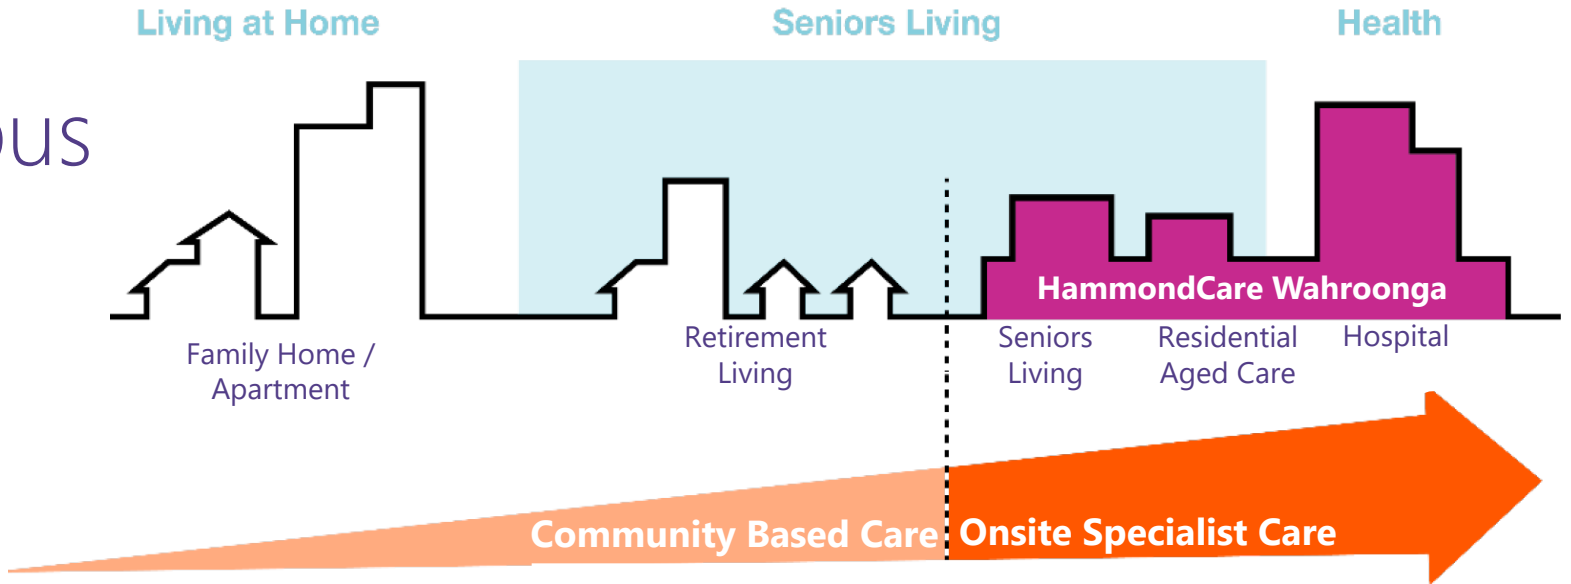 Living at Home
Seniors Living
Health
HammondCare Wahroonga
Family Home /
Apartment
Retirement
Living
Seniors
Living
Residential
Aged Care
Hospital
Community Based Care
Onsite Specialist Care